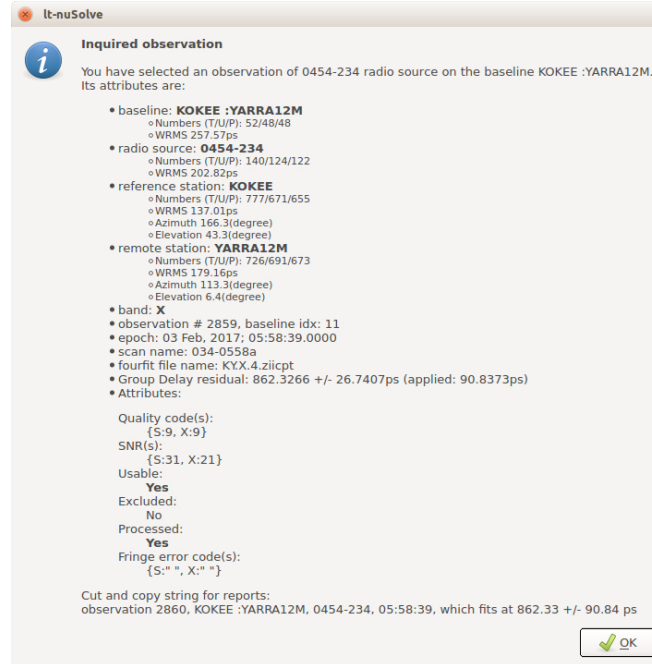 lt-nuSolve
Inquired observation
You have selected an observation of 0454-234 radio source on the baseline KOKEE :YARRA12M.
Its attributes are:
• baseline: KOKEE :YARRA12M
◦ Numbers (T/U/P): 52/48/48
◦ WRMS 257.57ps
• radio source: 0454-234
◦ Numbers (T/U/P): 140/124/122
◦ WRMS 202.82ps
• reference station: KOKEE
◦ Numbers (T/U/P): 777/671/655
◦ WRMS 137.01ps
◦ Azimuth 166.3(degree)
◦ Elevation 43.3(degree)
• remote station: YARRA12M
◦ Numbers (T/U/P): 726/691/673
◦ WRMS 179.16ps
◦ Azimuth 113.3(degree)
◦ Elevation 6.4(degree)
• band: X
• observation # 2859, baseline idx: 11
• epoch: 03 Feb, 2017; 05:58:39.0000
• scan name: 034-0558a
• fourfit file name: KY.X.4.ziicpt
• Group Delay residual: 862.3266 +/- 26.7407ps (applied: 90.8373ps)
• Attributes:
Quality code(s):
{S:9, X:9}
SNR(s):
{S:31, X:21}
Usable:
Yes
Excluded:
No
Processed:
Yes
Fringe error code(s):
{S:" ", X:" "}
Cut and copy string for reports:
observation 2860, KOKEE :YARRA12M, 0454-234, 05:58:39, which fits at 862.33 +/- 90.84 ps
OK